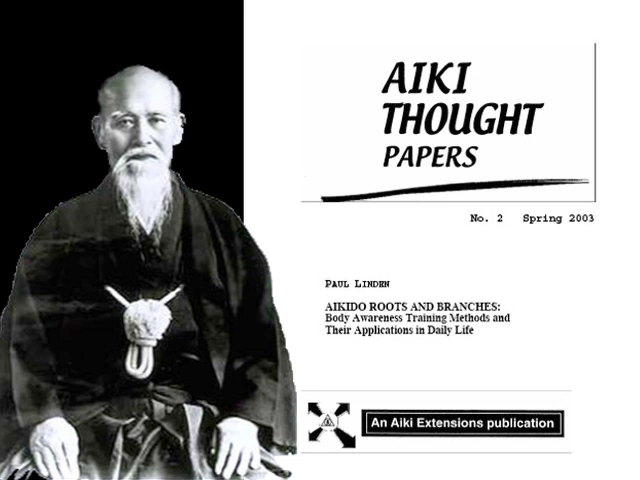 AIKI
THOUGHT
PAPERS
No. 2 Spring 2003
PAUL LINDEN
AIKIDO ROOTS AND BRANCHES:
Body Awareness Training Methods and
Their Applications in Daily Life
An Aiki Extensions publication